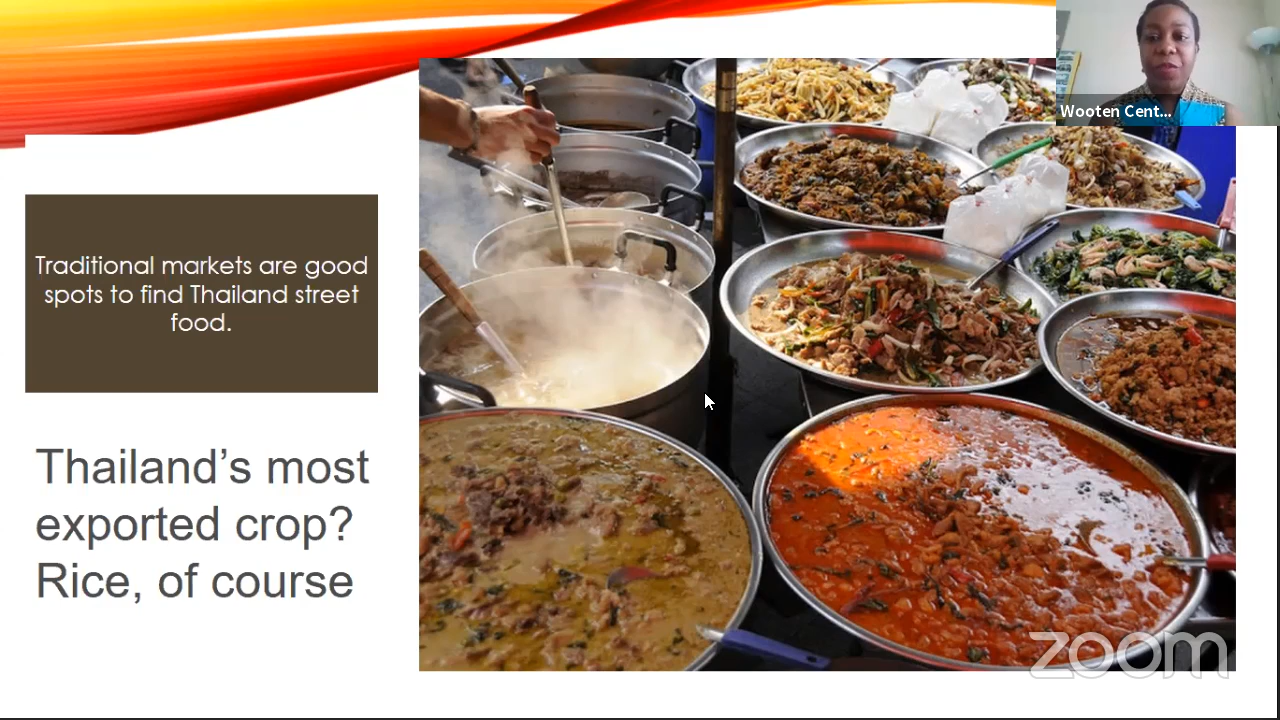 Wooten Cent...
Traditional markets are good
spots to find Thailand street
food.
Thailand’s most
exported crop?
Rice, of course
zoom